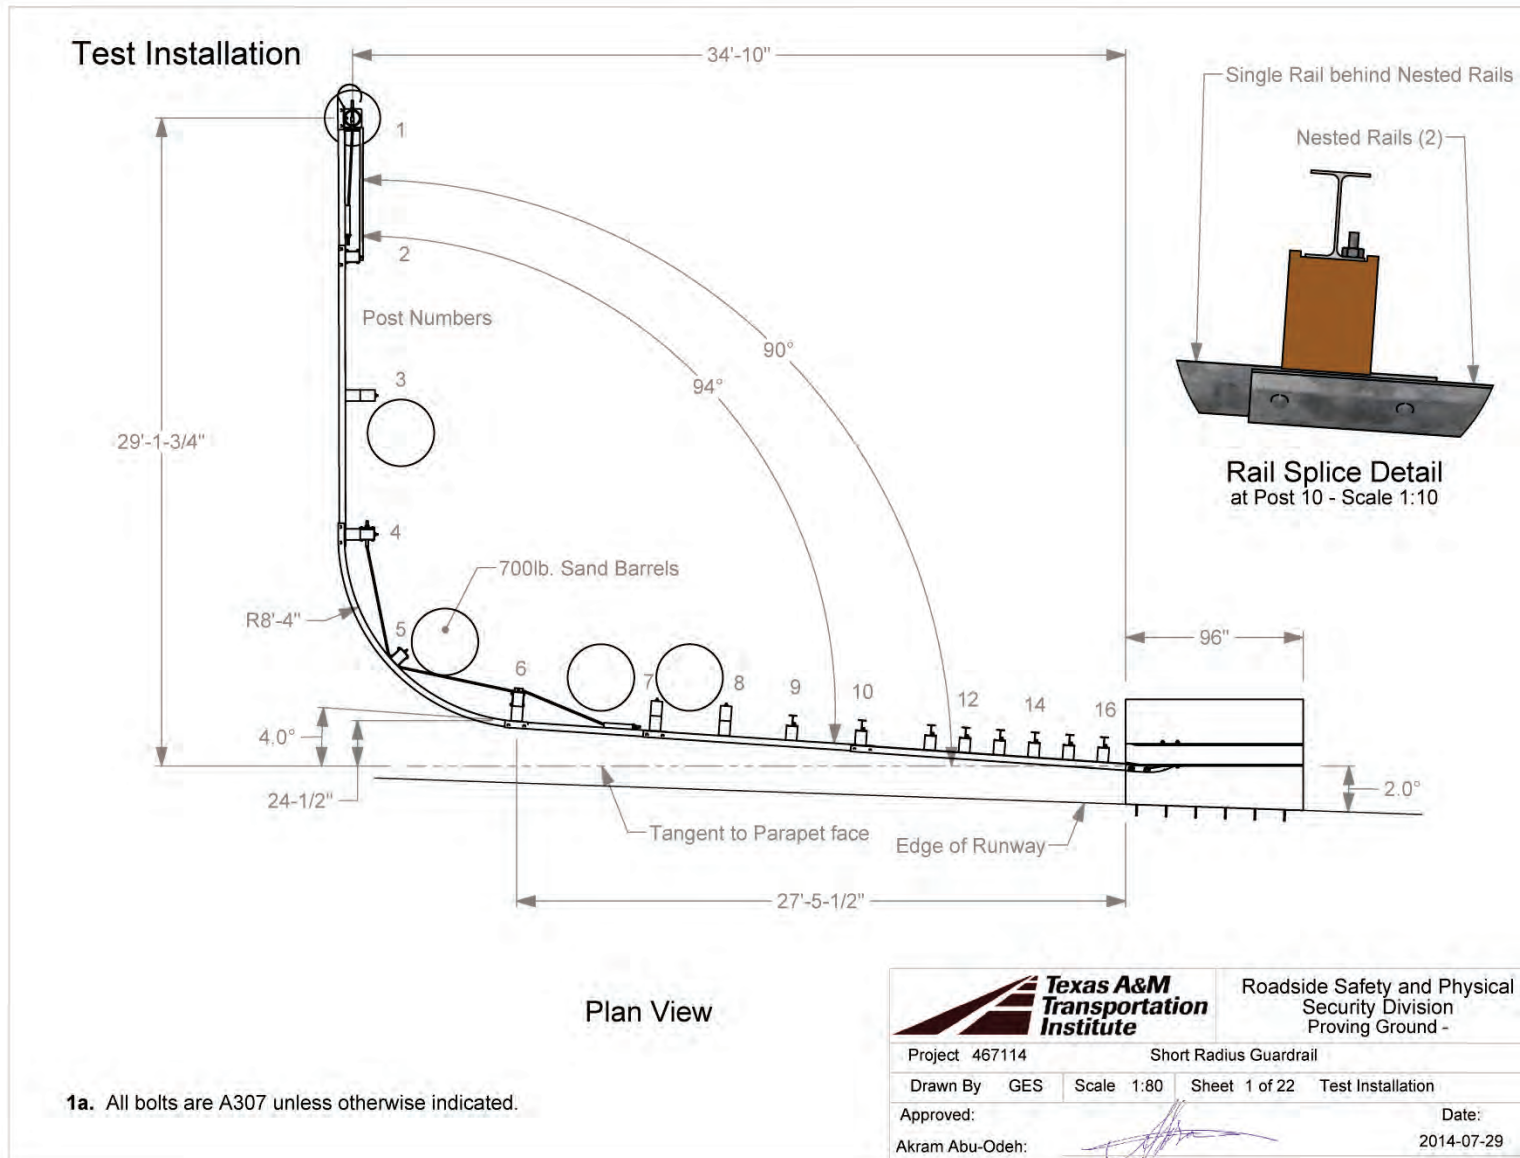 Test Installation
34'-10"
Single Rail behind Nested Rails
Nested Rails (2)
1
2
Post Numbers
90°
94°
3
29'-1-3/4"
Rail Splice Detail
at Post 10 - Scale 1:10
4
700lb. Sand Barrels
R8'-4"
5
96"
6
7
8
9
10
12
14
16
4.0°
24-1/2"
2.0°
Tangent to Parapet face
Edge of Runway
27'-5-1/2"
Plan View
Texas A&M
Transportation
Institute
Roadside Safety and Physical
Security Division
Proving Ground -
Project 467114 Short Radius Guardrail
Drawn By GES Scale 1:80 Sheet 1 of 22 Test Installation
1a. All bolts are A307 unless otherwise indicated.
Approved: Date:
Akram Abu-Odeh: 2014-07-29